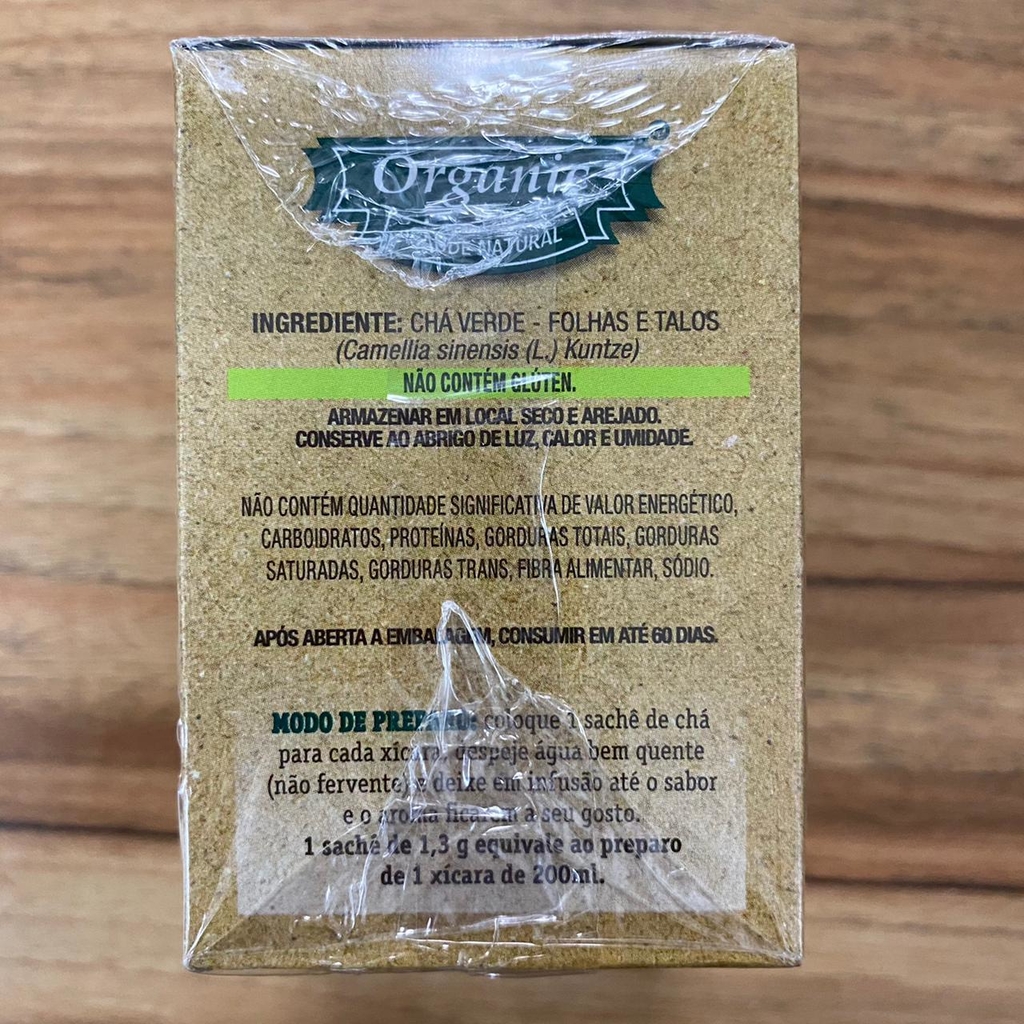 Organic
NATURAL
INGREDIENTE: CHÁ VERDE - FOLHAS E TALOS
(Camellia sinensis (L.) Kuntze)
NÃO CONTÉM GLÚTEN.
ARMAZENAR EM LOCAL SECO E AREJADO.
CONSERVE AO ABRIGO DE LUZ, CALOR E UMIDADE.
NÃO CONTÉM QUANTIDADE SIGNIFICATIVA DE VALOR ENERGÉTICO,
CARBOIDRATOS, PROTEÍNAS, GORDURAS TOTAIS, GORDURAS
SATURADAS, GORDURAS TRANS, FIBRA ALIMENTAR, SÓDIO.
APÓS ABERTA A EMBALAGEM, CONSUMIR EM ATÉ 60 DIAS.
MODO DE PREPARO: coloque 1 sachê de chá
para cada xícara, despeje água bem quente
(não fervente) e deixe em infusão até o sabor
e o aroma ficarem a seu gosto.
1 sachê de 1,3 g equivale ao preparo
de 1 xícara de 200ml.